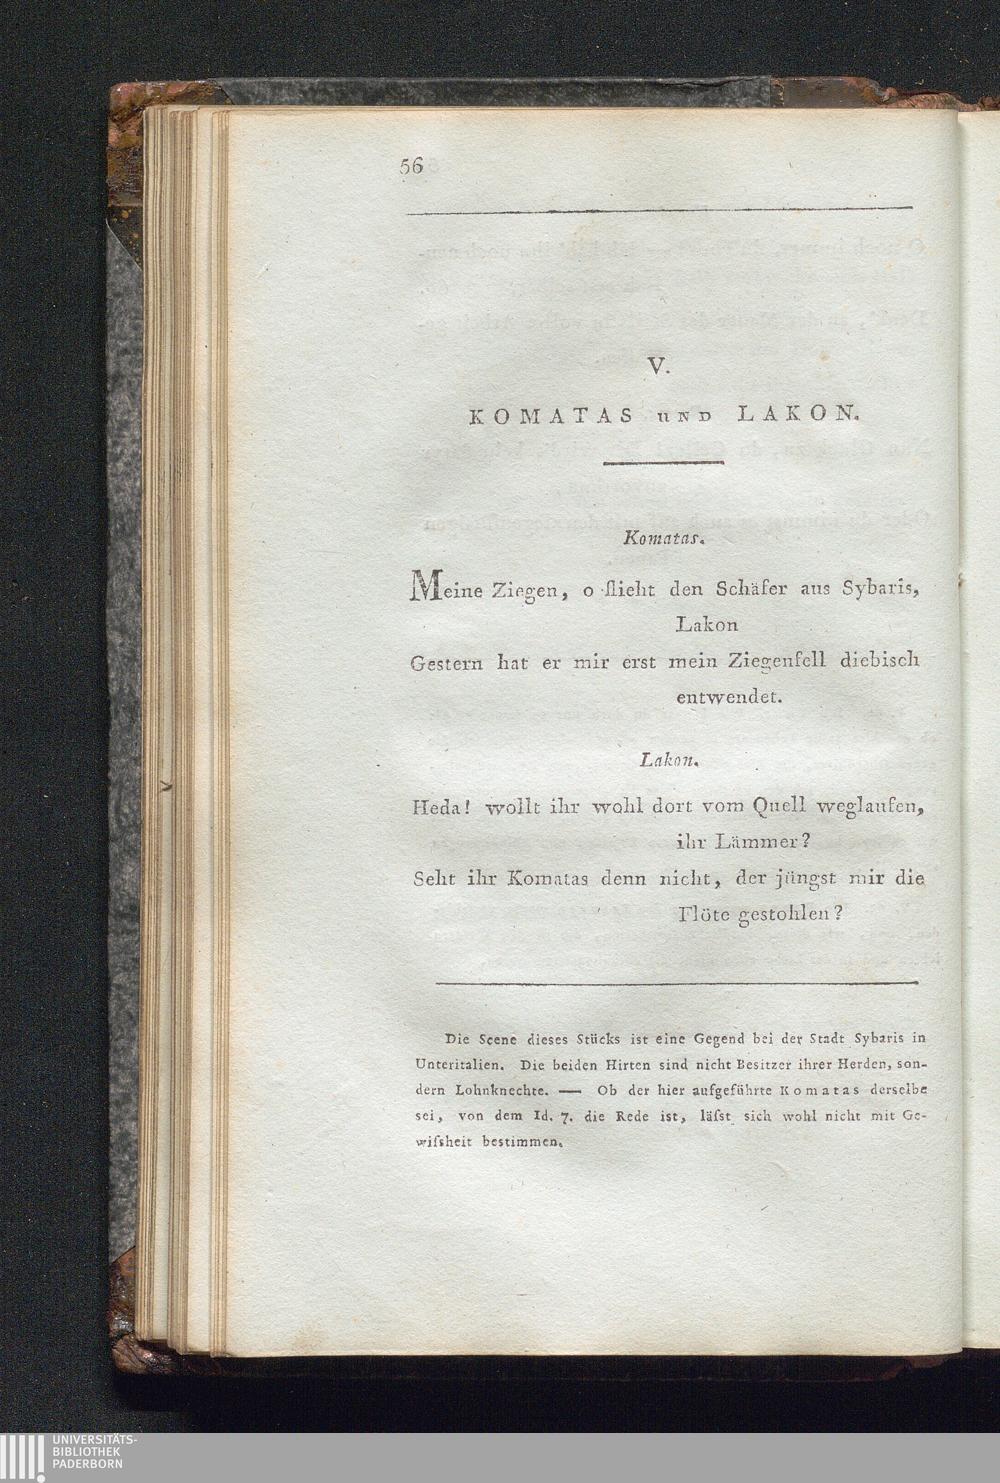 56
V.
KOMATAS UND LAKON.
Komatas.
Meine Ziegen, o flieht den Schäfer aus Sybaris,
Lakon
Gestern hat er mir erst mein Ziegenfell diebisch
entwendet.
Lakon.
Heda! wollt ihr wohl dort vom Quell weglaufen,
ihr Lämmer?
Seht ihr Komatas denn nicht, der jüngst mir die
Flöte gestohlen?
Die Scene dieses Stücks ist eine Gegend bei der Stadt Sybaris in
Unteritalien. Die beiden Hirten sind nicht Besitzer ihrer Herden, son-
dern Lohnknechte. — Ob der hier aufgeführte Komatas derselbe
sei, von dem Id. 7. die Rede ist, läſst sich wohl nicht mit Ge-
wiſsheit bestimmen.
UNIVERSITÄTS-
BIBLIOTHEK
PADERBORN